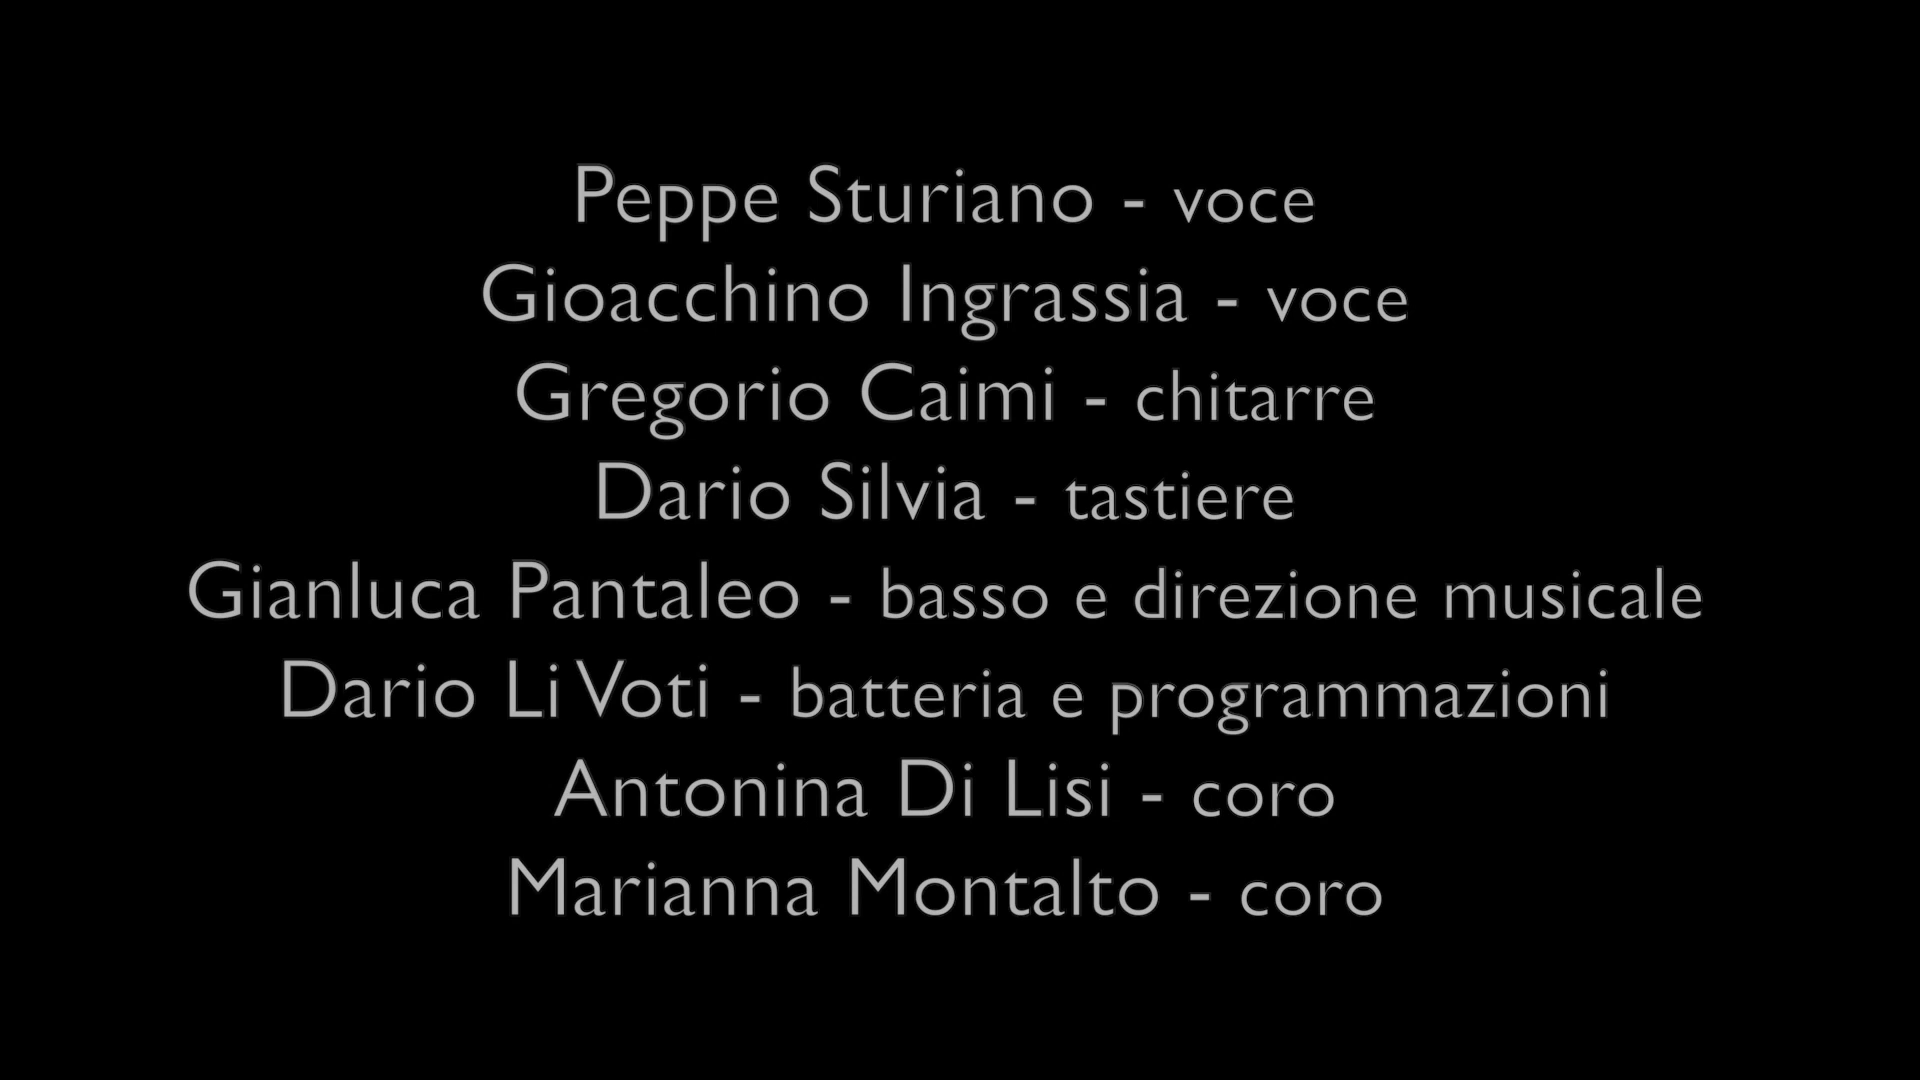 Peppe Sturiano - voce
Gioacchino Ingrassia - voce
Gregorio Caimi - chitarre
Dario Silvia - tastiere
Gianluca Pantaleo - basso e direzione musicale
Dario Li Voti - batteria e programmazioni
Antonina Di Lisi - coro
Marianna Montalto - coro